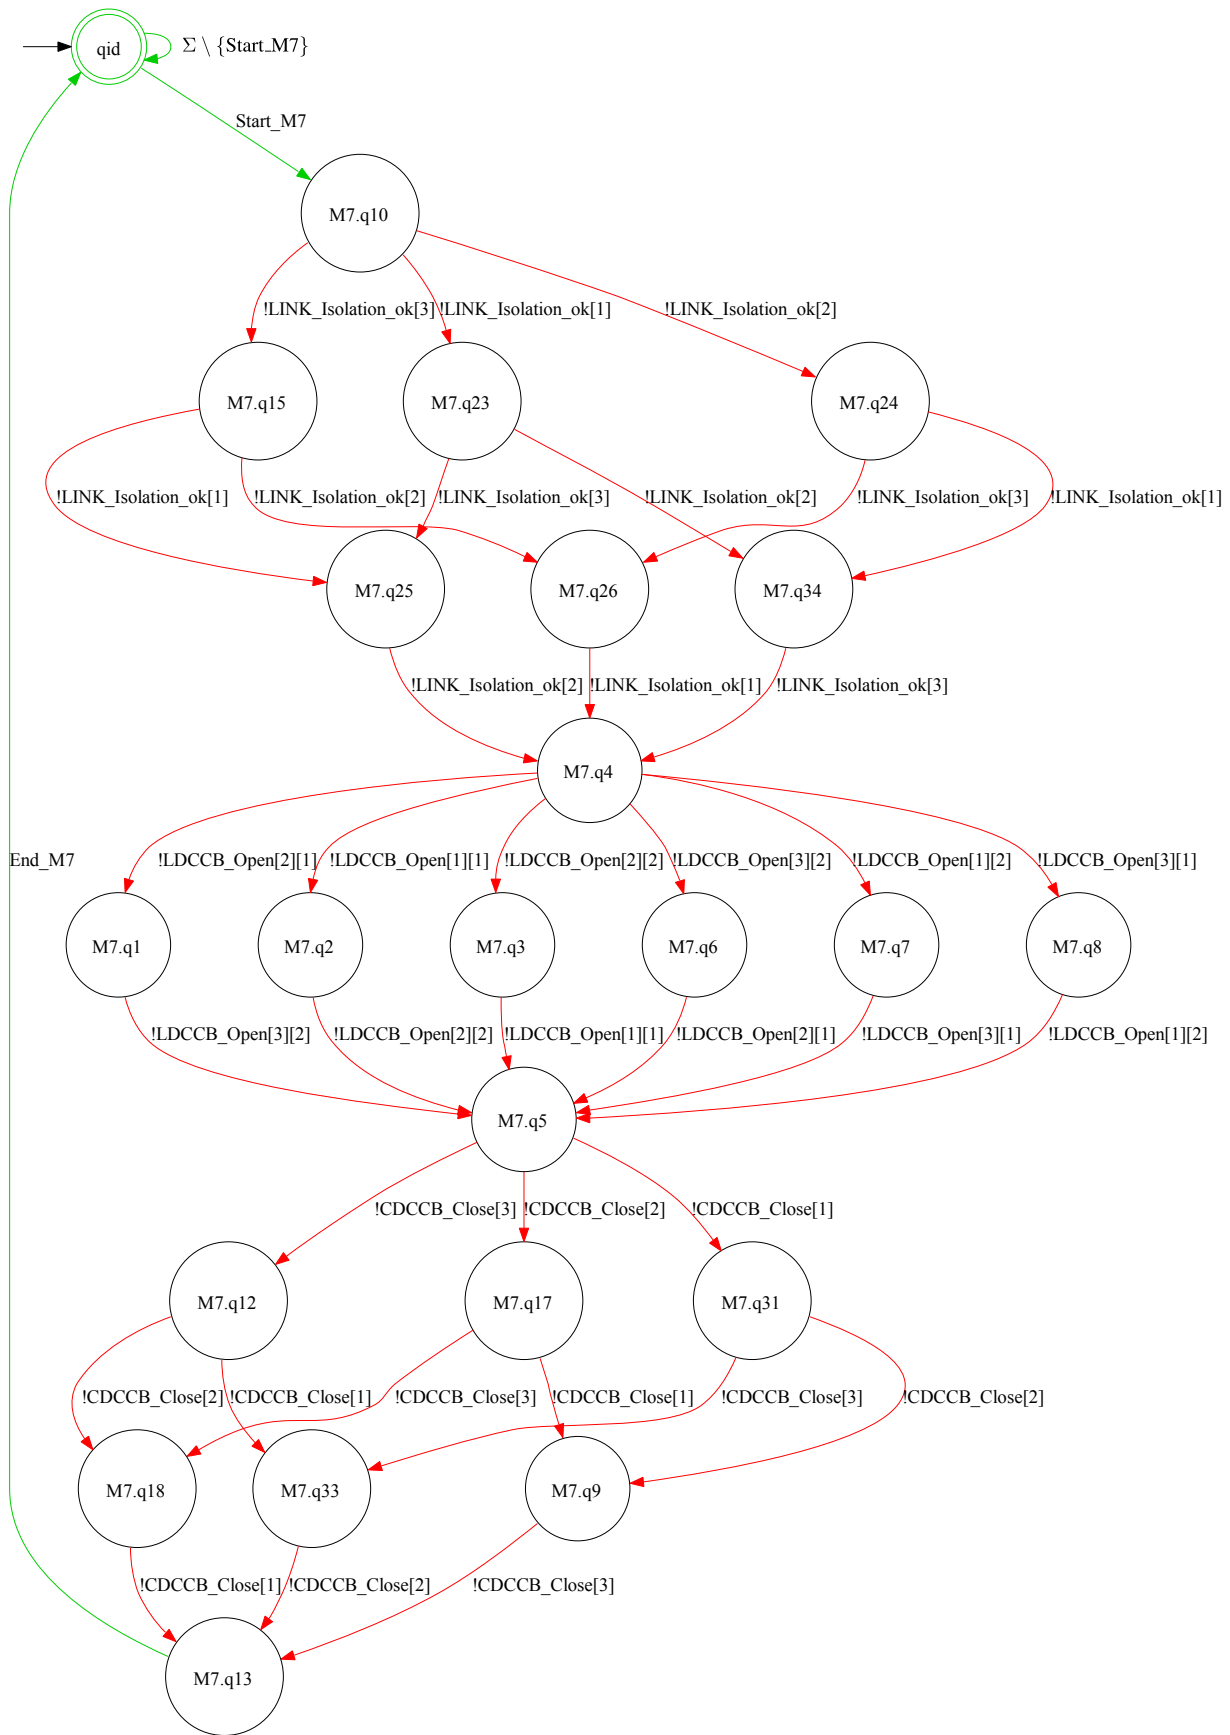 qid
Σ \ {Start_M7}
Start_M7
M7.q10
!LINK_Isolation_ok[3]
!LINK_Isolation_ok[1]
!LINK_Isolation_ok[2]
M7.q15
M7.q23
M7.q24
!LINK_Isolation_ok[1]
!LINK_Isolation_ok[2]
!LINK_Isolation_ok[3]
!LINK_Isolation_ok[2]
!LINK_Isolation_ok[3]
!LINK_Isolation_ok[1]
M7.q25
M7.q26
M7.q34
!LINK_Isolation_ok[2]
!LINK_Isolation_ok[1]
!LINK_Isolation_ok[3]
M7.q4
End_M7
!LDCCB_Open[2][1]
!LDCCB_Open[1][1]
!LDCCB_Open[2][2]
!LDCCB_Open[3][2]
!LDCCB_Open[1][2]
!LDCCB_Open[3][1]
M7.q1
M7.q2
M7.q3
M7.q6
M7.q7
M7.q8
!LDCCB_Open[3][2]
!LDCCB_Open[2][2]
!LDCCB_Open[1][1]
!LDCCB_Open[2][1]
!LDCCB_Open[3][1]
!LDCCB_Open[1][2]
M7.q5
!CDCCB_Close[3]
!CDCCB_Close[2]
!CDCCB_Close[1]
M7.q12
M7.q17
M7.q31
!CDCCB_Close[2]
!CDCCB_Close[1]
!CDCCB_Close[3]
!CDCCB_Close[1]
!CDCCB_Close[3]
!CDCCB_Close[2]
M7.q18
M7.q33
M7.q9
!CDCCB_Close[1]
!CDCCB_Close[2]
!CDCCB_Close[3]
M7.q13